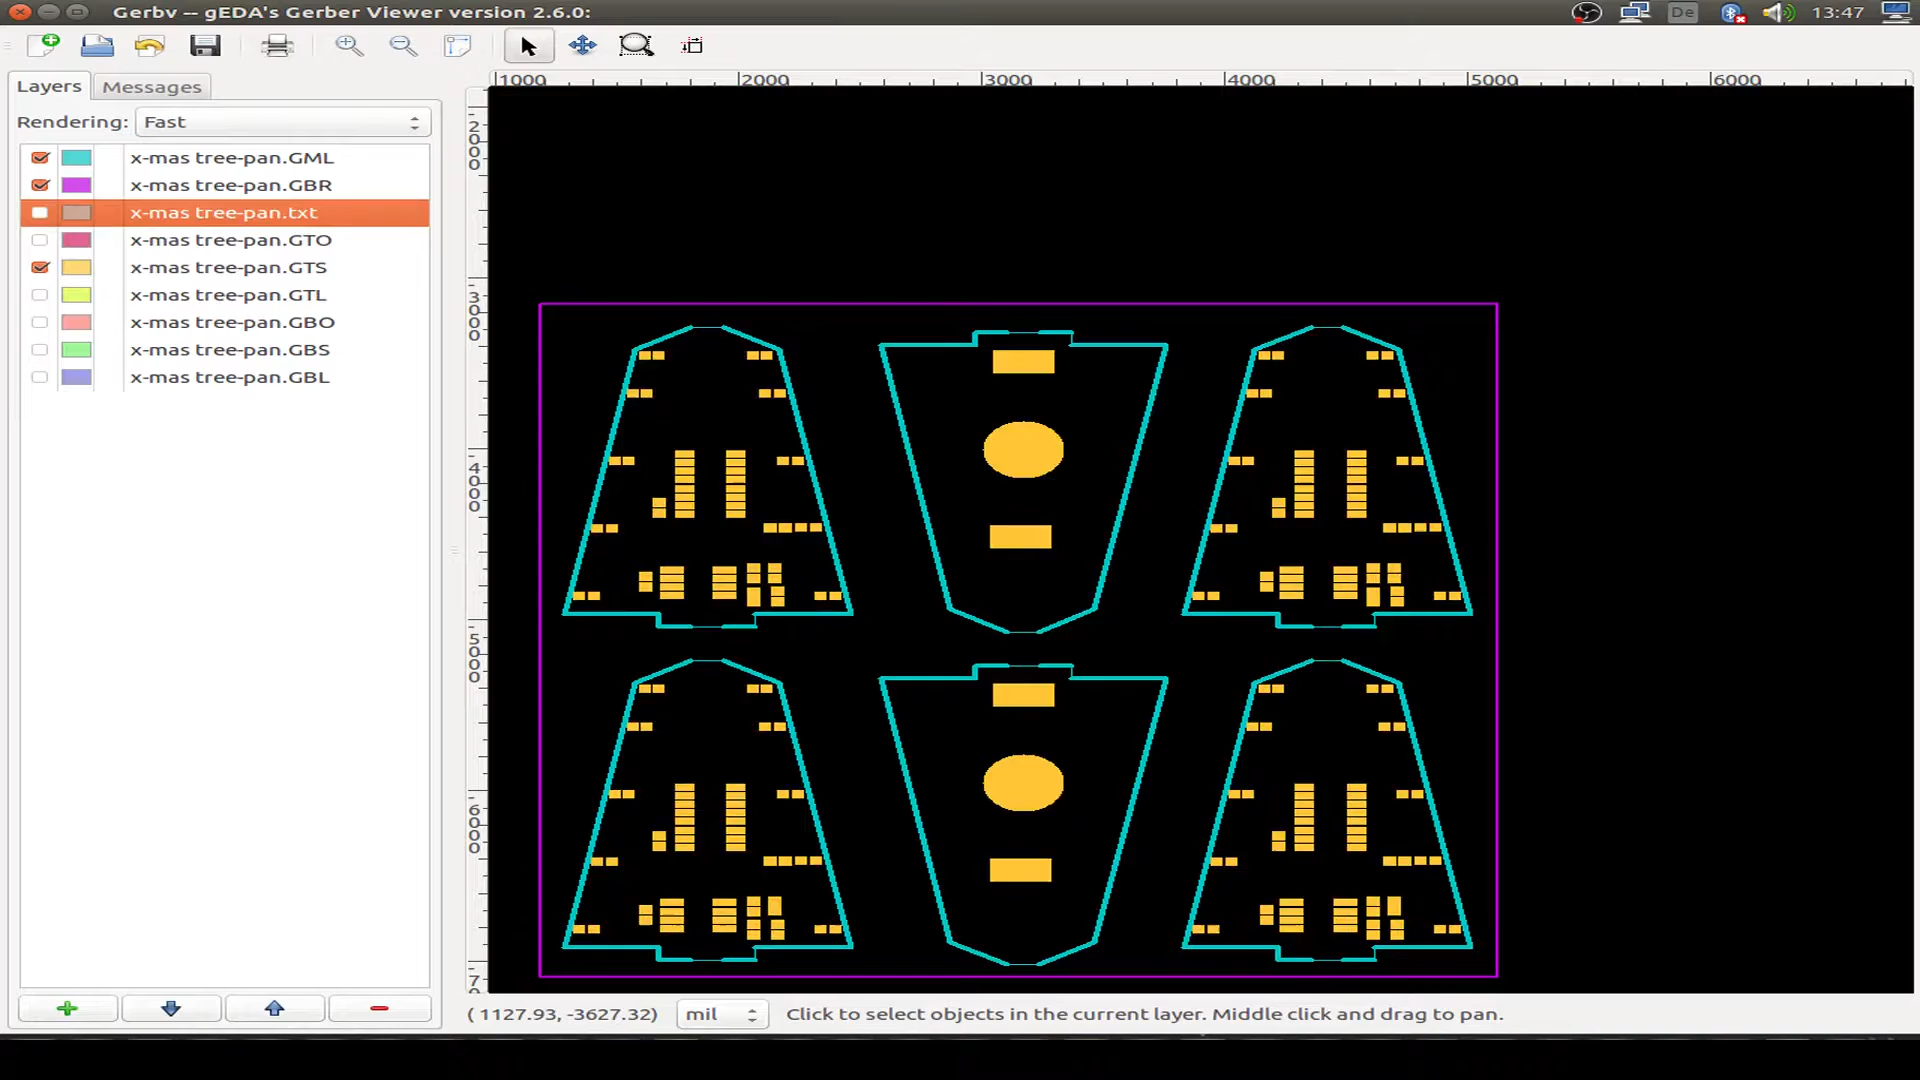 Gerbv -- gEDA's Gerber Viewer version 2.6.0:
De
13:47
Layers
Messages
Rendering:
Fast
x-mas tree-pan.GML
x-mas tree-pan.GBR
x-mas tree-pan.txt
x-mas tree-pan.GTO
x-mas tree-pan.GTS
x-mas tree-pan.GTL
x-mas tree-pan.GBO
x-mas tree-pan.GBS
x-mas tree-pan.GBL
1000
2000
3000
4000
5000
6000
-2000
-3000
-4000
-5000
-6000
-7
( 1127.93, -3627.32)
mil
Click to select objects in the current layer. Middle click and drag to pan.